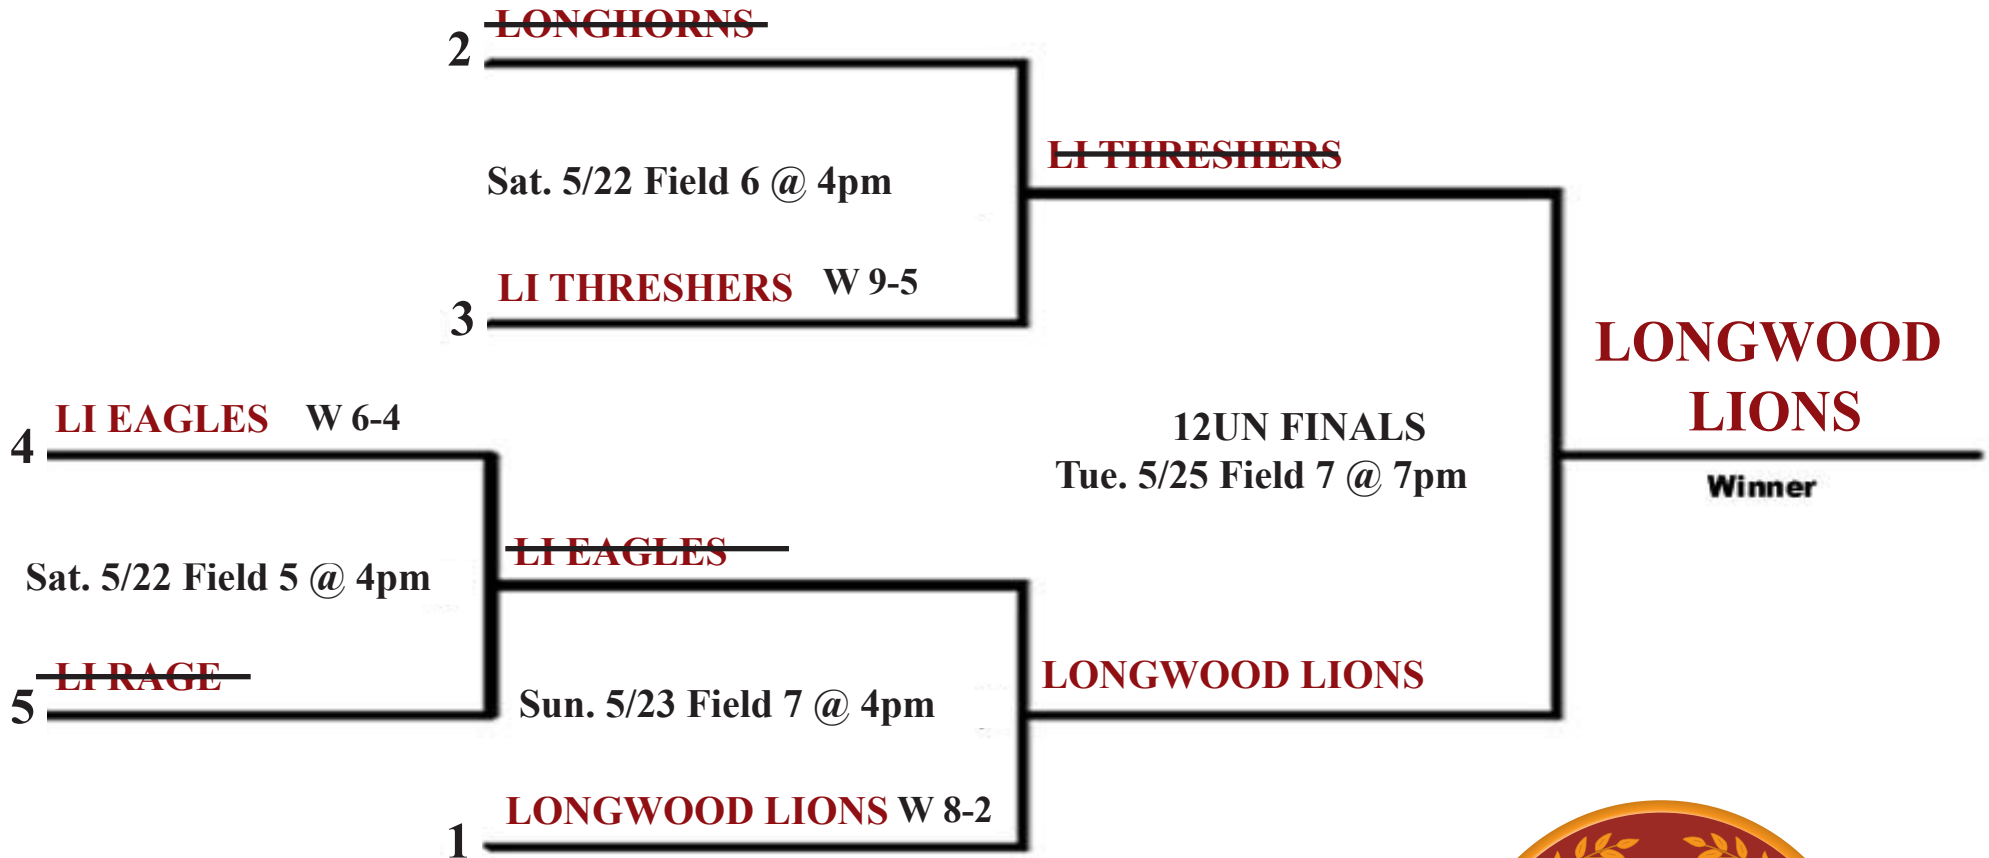 LONGHORNS
2
LI THRESHERS
Sat. 5/22 Field 6 @ 4pm
LI THRESHERS W 9-5
3
LONGWOOD
LIONS
LI EAGLES W 6-4
12UN FINALS
4
Tue. 5/25 Field 7 @ 7pm
Winner
LI EAGLES
Sat. 5/22 Field 5 @ 4pm
LI RAGE
LONGWOOD LIONS
5
Sun. 5/23 Field 7 @ 4pm
LONGWOOD LIONS W 8-2
1